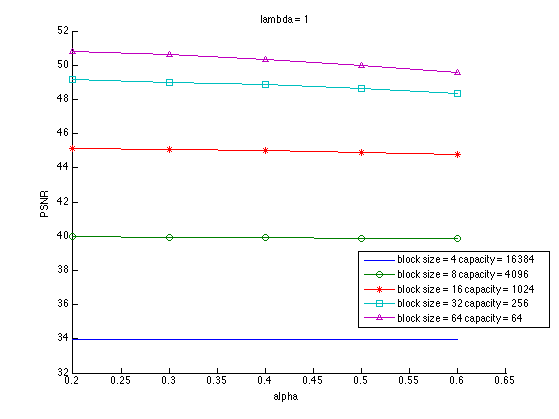 lambda = 1
PSNR
52
50
48
46
44
42
40
38
36
34
32
block size = 4 capacity = 16384
block size = 8 capacity = 4096
block size = 16 capacity = 1024
block size = 32 capacity = 256
block size = 64 capacity = 64
0.2 0.25 0.3 0.35 0.4 0.45 0.5 0.55 0.6 0.65
alpha